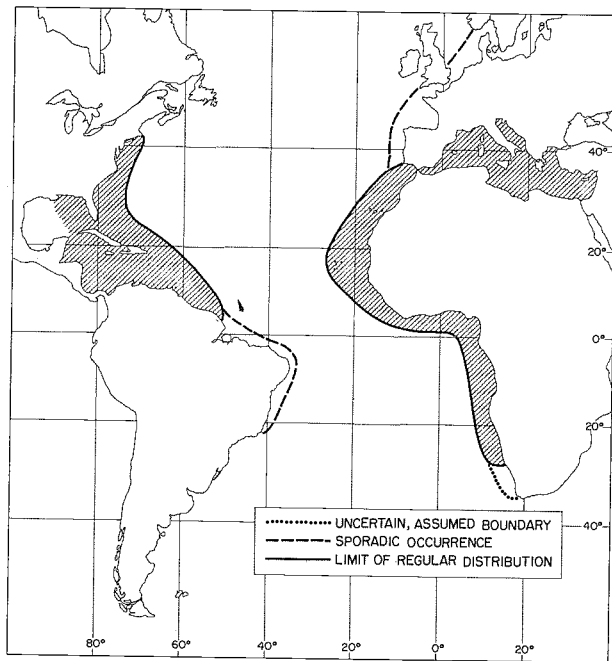 40°
20°
0°
20°
UNCERTAIN, ASSUMED BOUNDARY
SPORADIC OCCURRENCE
LIMIT OF REGULAR DISTRIBUTION
40°
80° 60° 40° 20° 0° 20°